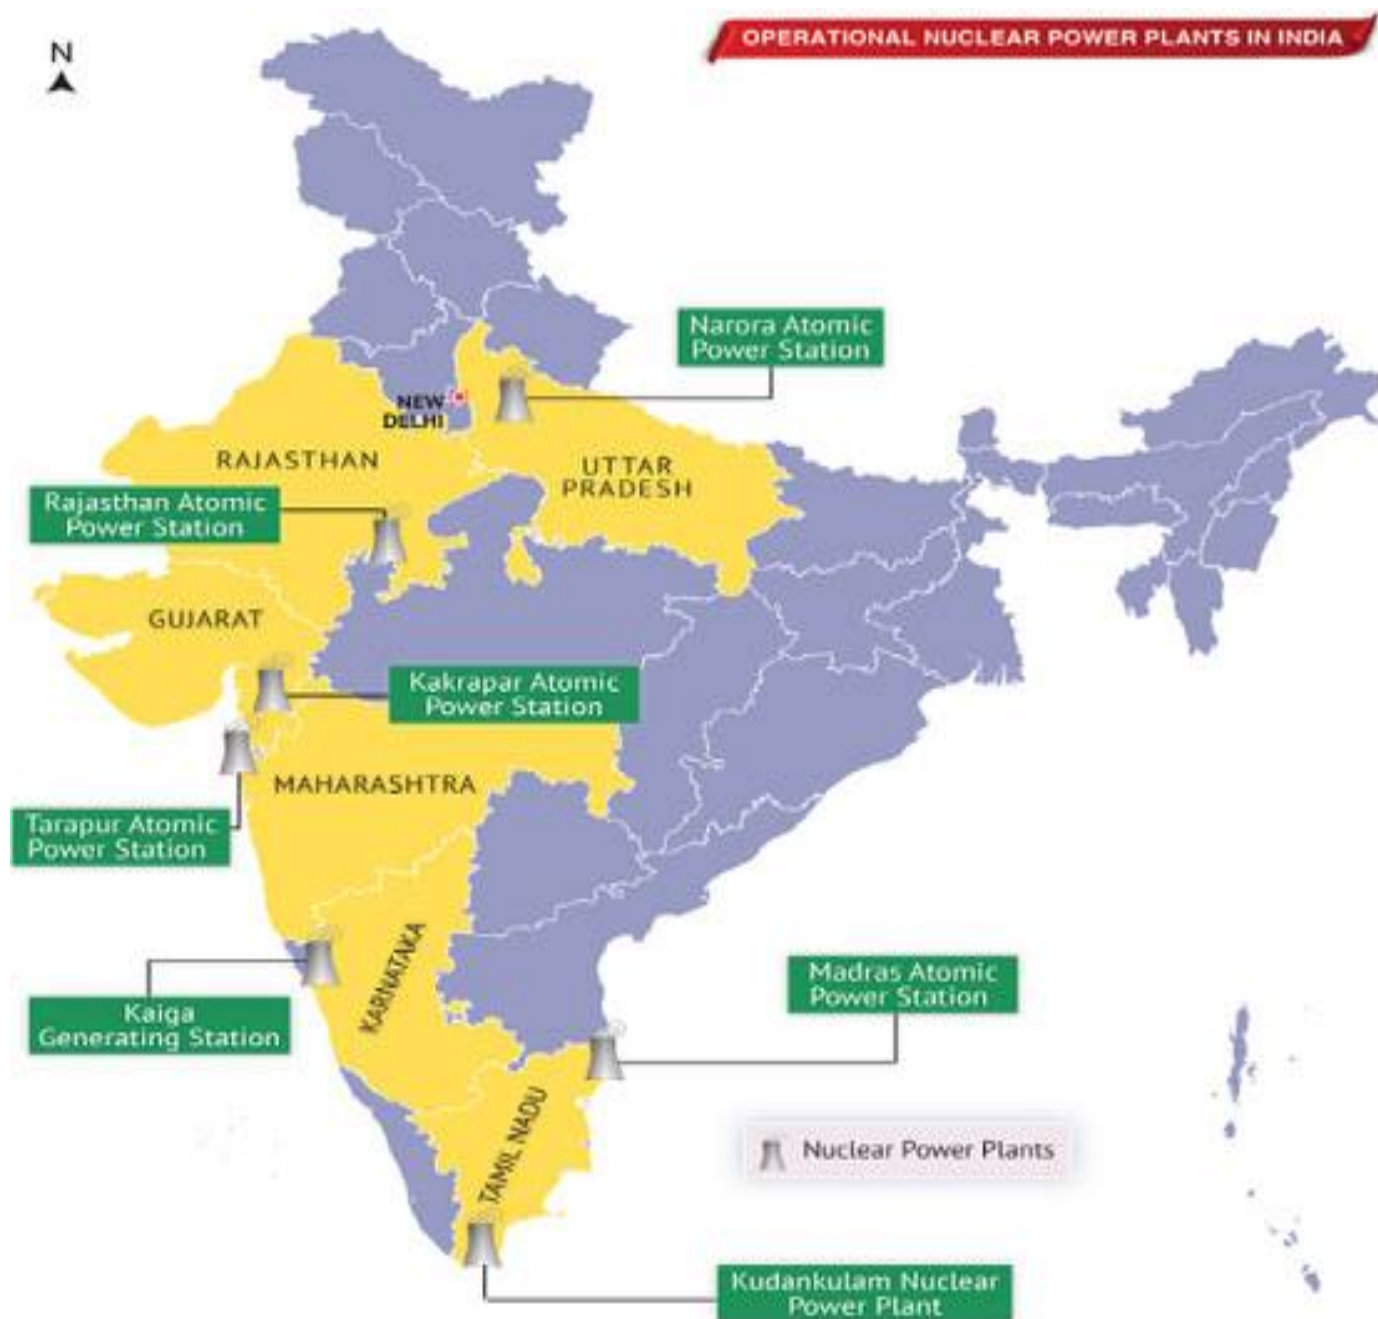 OPERATIONAL NUCLEAR POWER PLANTS IN INDIA
N
Narora Atomic
Power Station
NEW
DELHI
RAJASTHAN
UTTAR
PRADESH
Rajasthan Atomic
Power Station
GUJARAT
Kakrapar Atomic
Power Station
MAHARASHTRA
Tarapur Atomic
Power Station
KARNATAKA
Madras Atomic
Power Station
Kaiga
Generating Station
TAMIL NADU
Nuclear Power Plants
Kudankulam Nuclear
Power Plant